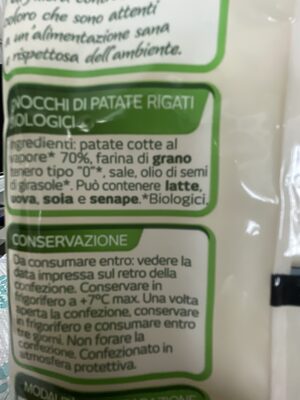 coloro che sono attenti
a un'alimentazione sana
e rispettosa dell'ambiente.
GNOCCHI DI PATATE RIGATI
BIOLOGICI
Ingredienti: patate cotte al
vapore* 70%, farina di grano
tenero tipo "0"*, sale, olio di semi
di girasole*. Può contenere latte,
uova, soia e senape. *Biologici.
CONSERVAZIONE
Da consumare entro: vedere la
data impressa sul retro della
confezione. Conservare in
frigorifero a +7°C max. Una volta
aperta la confezione, conservare
in frigorifero e consumare entro
tre giorni. Non forare la
confezione. Confezionato in
atmosfera protettiva.